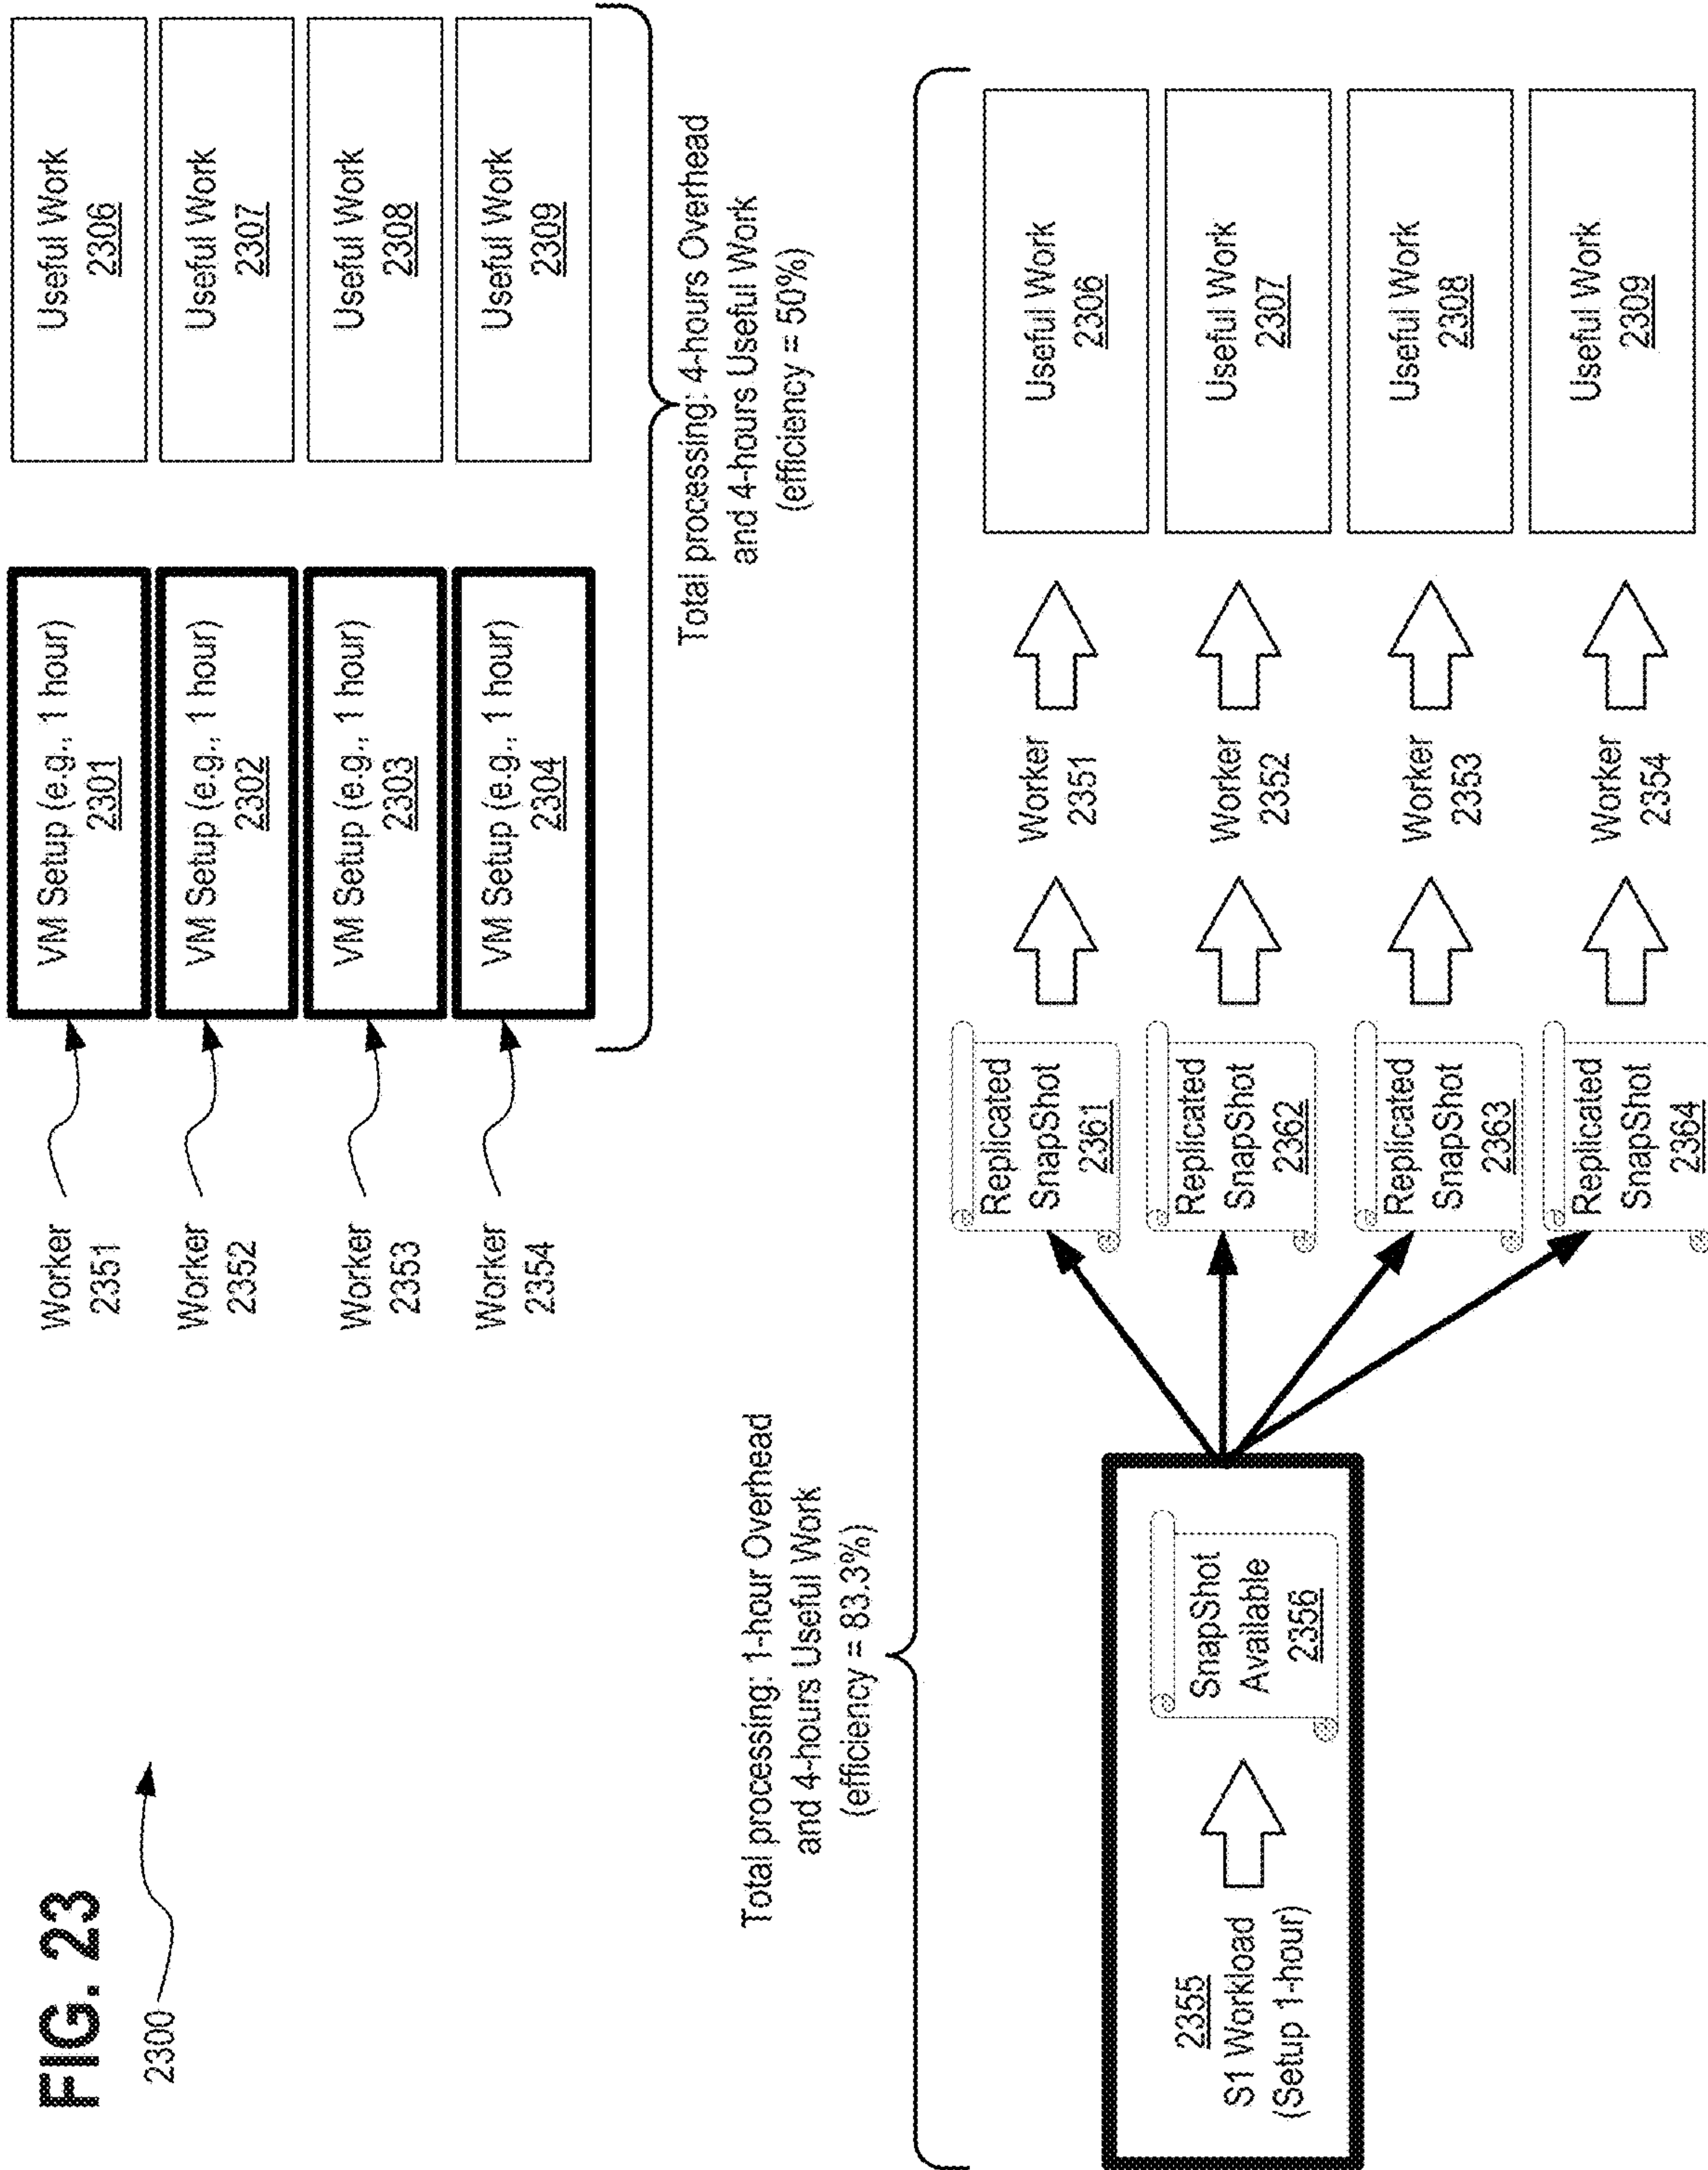 FIG. 23
2300
Worker
2351
Worker
2352
Worker
2353
Worker
2354
VM Setup (e.g., 1 hour)
2301
VM Setup (e.g., 1 hour)
2302
VM Setup (e.g., 1 hour)
2303
VM Setup (e.g., 1 hour)
2304
Useful Work
2306
Useful Work
2307
Useful Work
2308
Useful Work
2309
Total processing: 4-hours Overhead
and 4-hours Useful Work
(efficiency = 50%)
Total processing: 1-hour Overhead
and 4-hours Useful Work
(efficiency = 83.3%)
2355
S1 Workload
(Setup 1-hour)
SnapShot
Available
2356
Replicated
SnapShot
2361
Replicated
SnapShot
2362
Replicated
SnapShot
2363
Replicated
SnapShot
2364
Worker
2351
Worker
2352
Worker
2353
Worker
2354
Useful Work
2306
Useful Work
2307
Useful Work
2308
Useful Work
2309